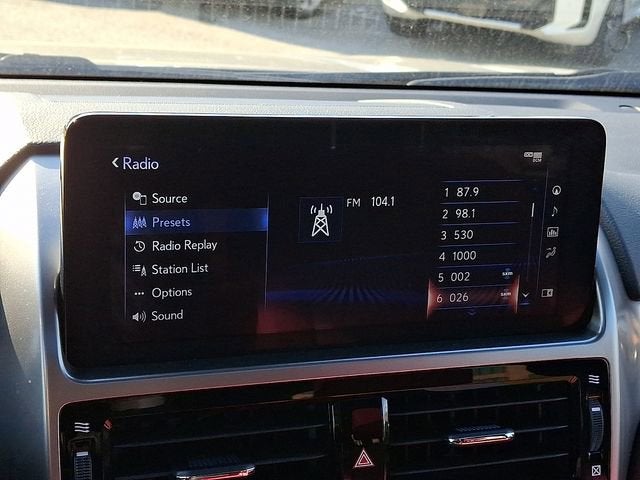 Radio
DCM
Source
Presets
Radio Replay
Station List
Options
Sound
FM 104.1
1 87.9
2 98.1
3 530
4 1000
5 002
6 026